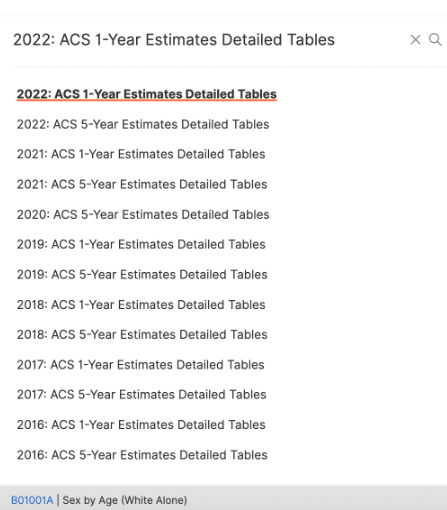 2022: ACS 1-Year Estimates Detailed Tables
2022: ACS 1-Year Estimates Detailed Tables
2022: ACS 5-Year Estimates Detailed Tables
2021: ACS 1-Year Estimates Detailed Tables
2021: ACS 5-Year Estimates Detailed Tables
2020: ACS 5-Year Estimates Detailed Tables
2019: ACS 1-Year Estimates Detailed Tables
2019: ACS 5-Year Estimates Detailed Tables
2018: ACS 1-Year Estimates Detailed Tables
2018: ACS 5-Year Estimates Detailed Tables
2017: ACS 1-Year Estimates Detailed Tables
2017: ACS 5-Year Estimates Detailed Tables
2016: ACS 1-Year Estimates Detailed Tables
2016: ACS 5-Year Estimates Detailed Tables
B01001A | Sex by Age (White Alone)